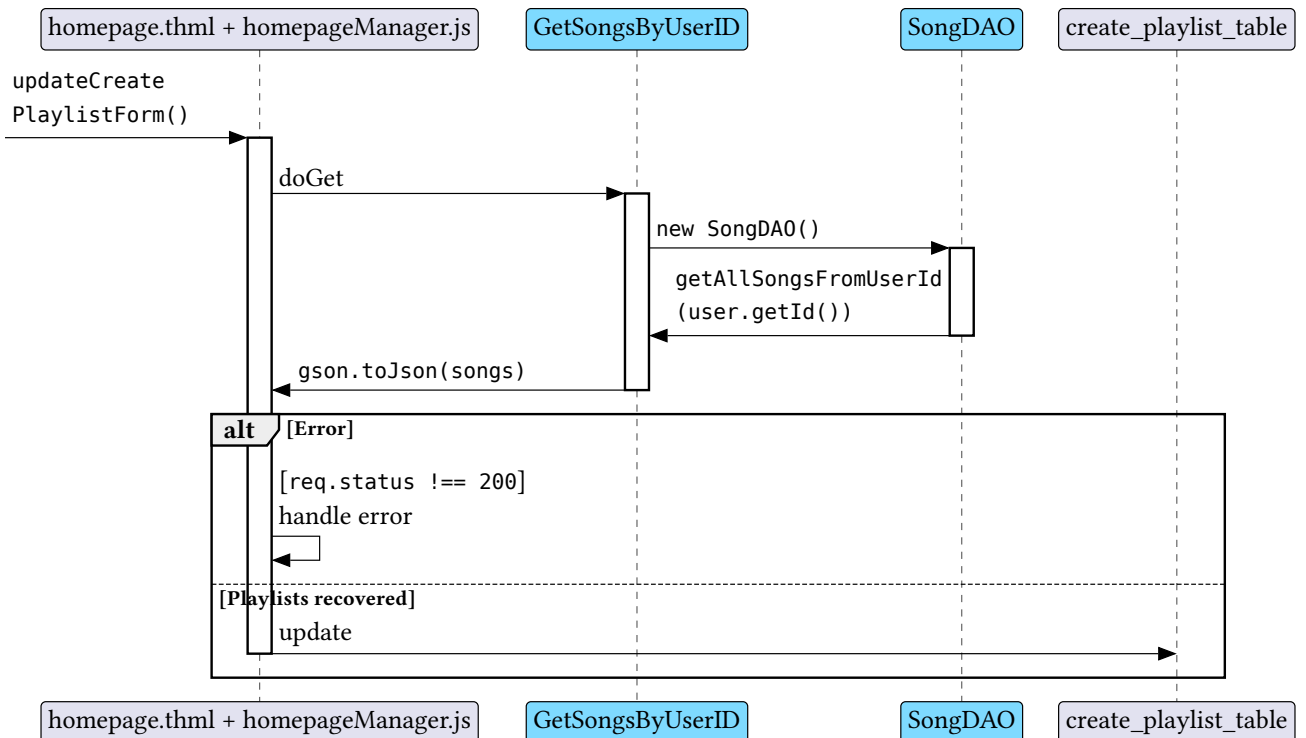 homepage.thml + homepageManager.js
GetSongsByUserID
SongDAO
create_playlist_table
updateCreate
PlaylistForm()
doGet
new SongDAO()
getAllSongsFromUserId
(user.getId())
gson.toJson(songs)
alt
[Error]
[req.status !== 200]
handle error
[Playlists recovered]
update
homepage.thml + homepageManager.js
GetSongsByUserID
SongDAO
create_playlist_table